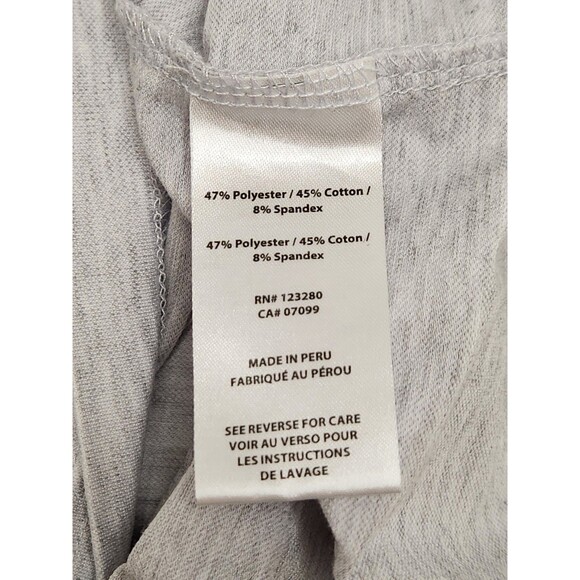 47% Polyester / 45% Cotton /
8% Spandex
47% Polyester / 45% Coton /
8% Spandex
RN# 123280
CA# 07099
MADE IN PERU
FABRIQUÉ AU PÉROU
SEE REVERSE FOR CARE
VOIR AU VERSO POUR
LES INSTRUCTIONS
DE LAVAGE